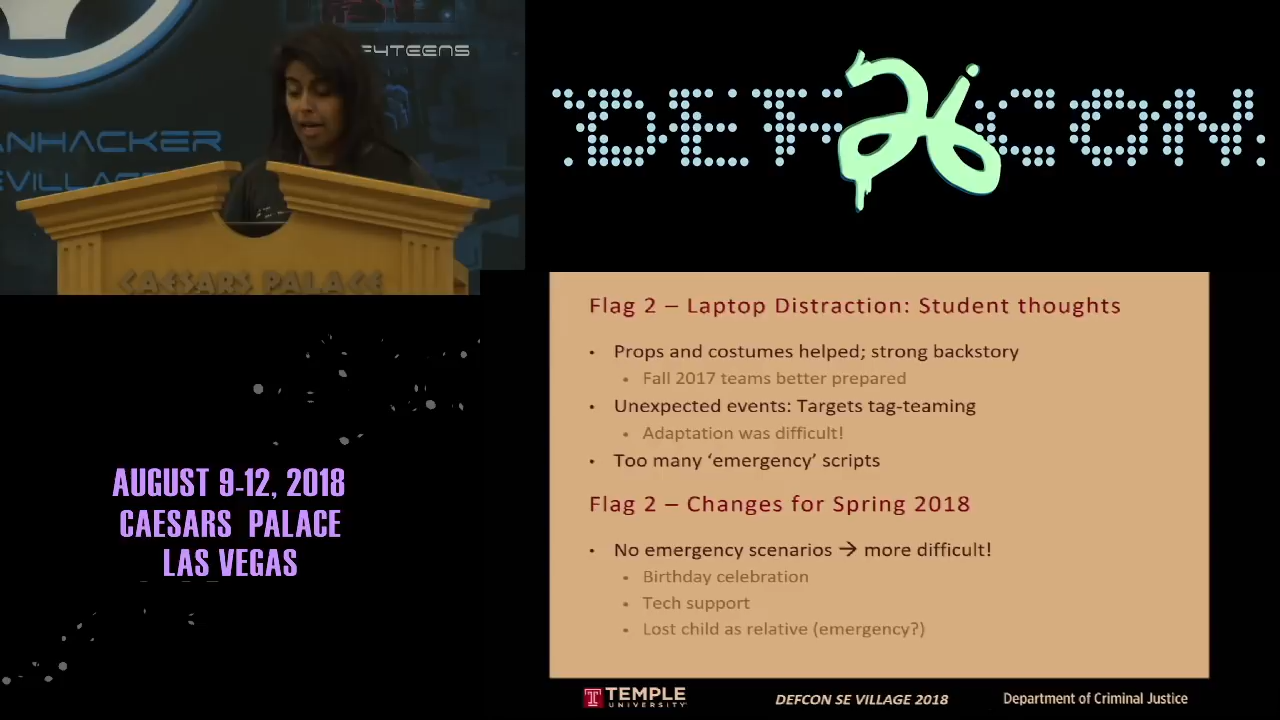 F4TEENS
ANHACKER
EVILLAGE
CAESARS PALACE
DEF 26 CON
AUGUST 9-12, 2018
CAESARS PALACE
LAS VEGAS
Flag 2 – Laptop Distraction: Student thoughts
• Props and costumes helped; strong backstory
• Fall 2017 teams better prepared
• Unexpected events: Targets tag-teaming
• Adaptation was difficult!
• Too many ‘emergency’ scripts
Flag 2 – Changes for Spring 2018
• No emergency scenarios → more difficult!
• Birthday celebration
• Tech support
• Lost child as relative (emergency?)
T TEMPLE
UNIVERSITY
DEFCON SE VILLAGE 2018
Department of Criminal Justice